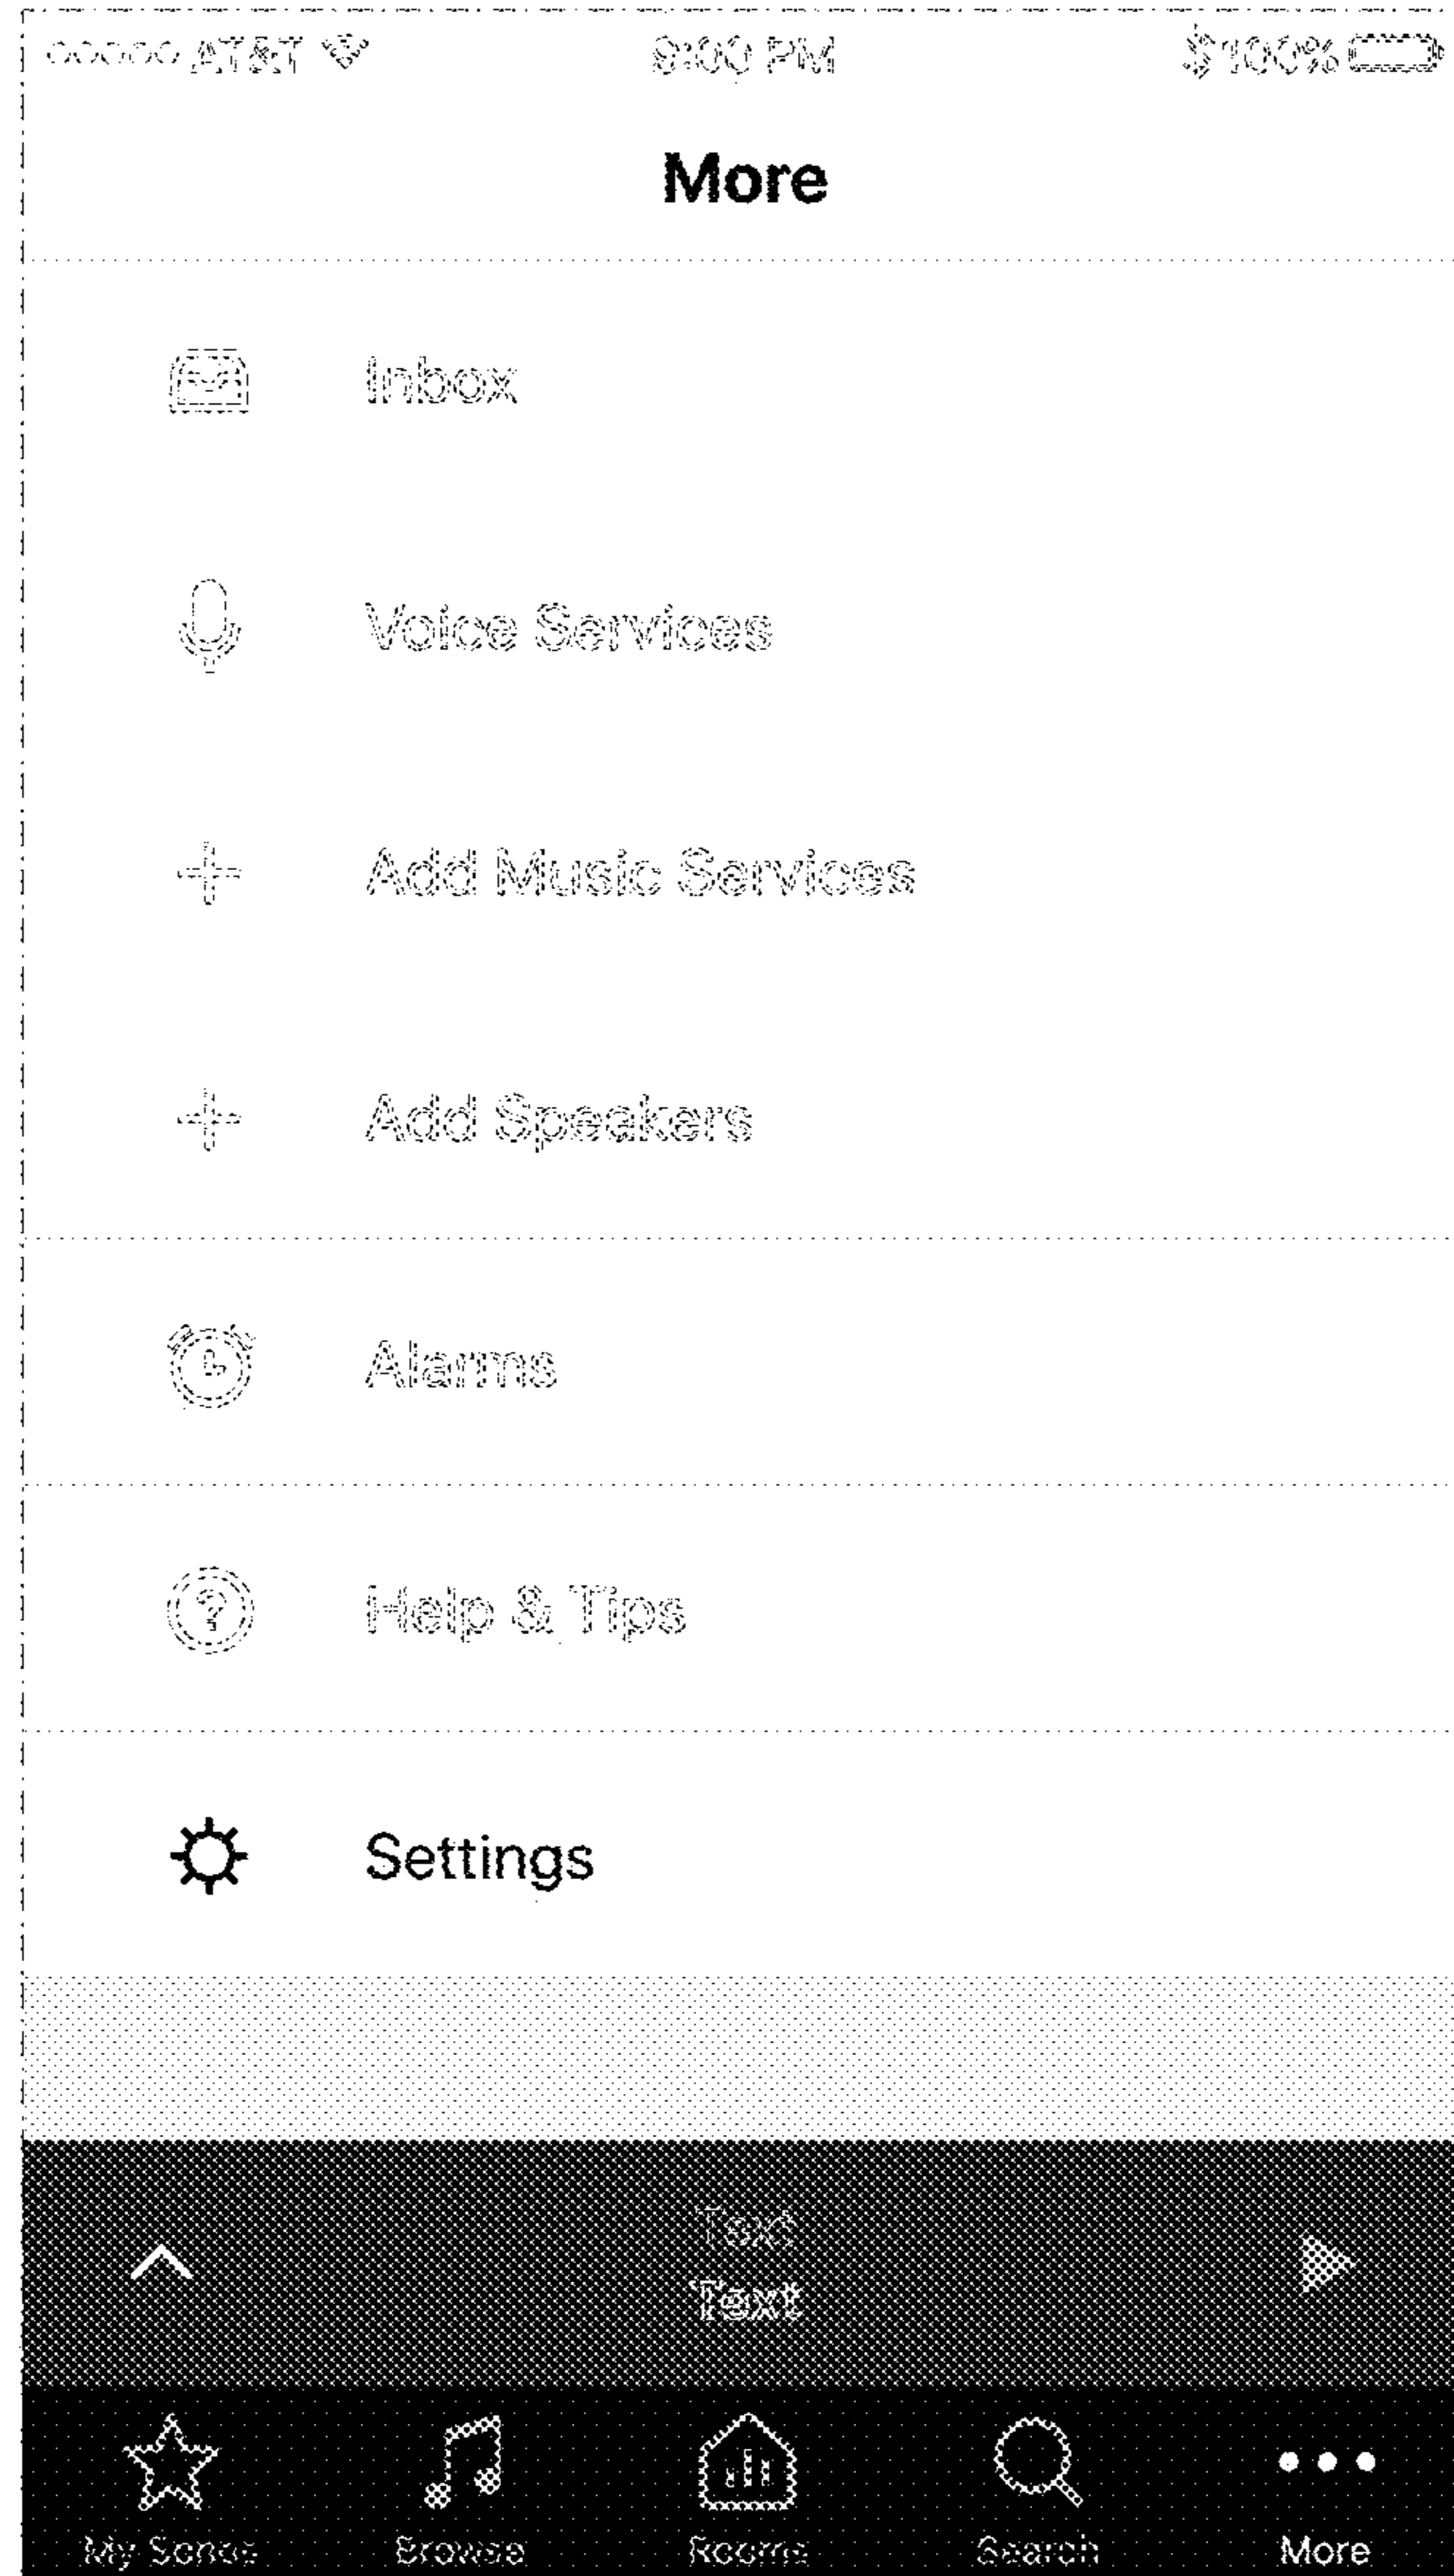 AT&T 9:00 PM 100%
More
Inbox
Voice Services
Add Music Services
Add Speakers
Alarms
Help & Tips
Settings
Text
Text
My Sonos Browse Rooms Search More